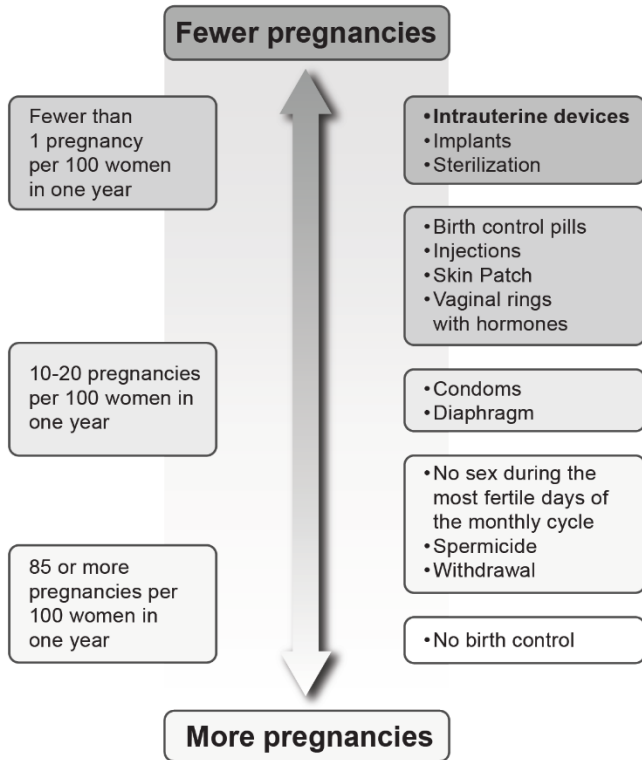 Fewer pregnancies
Fewer than
1 pregnancy
per 100 women
in one year
•Intrauterine devices
•Implants
•Sterilization
•Birth control pills
•Injections
•Skin Patch
•Vaginal rings
with hormones
10-20 pregnancies
per 100 women in
one year
•Condoms
•Diaphragm
•No sex during the
most fertile days of
the monthly cycle
•Spermicide
•Withdrawal
85 or more
pregnancies per
100 women in
one year
•No birth control
More pregnancies